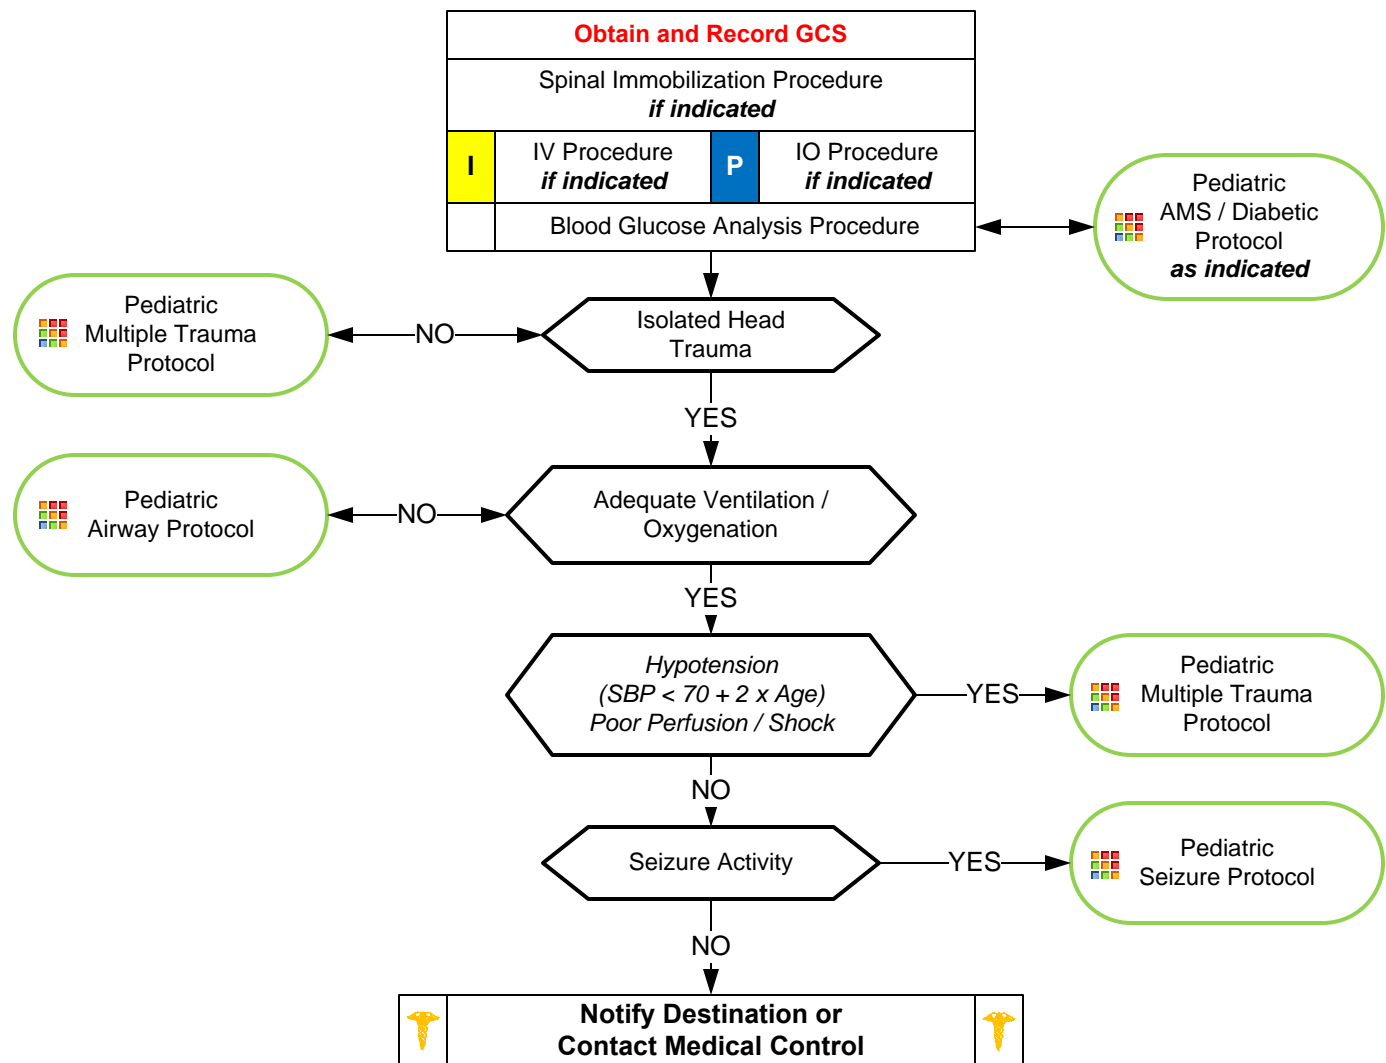 Obtain and Record GCS
Spinal Immobilization Procedure
if indicated
I
IV Procedure
if indicated
P
IO Procedure
if indicated
Blood Glucose Analysis Procedure
Pediatric
AMS / Diabetic
Protocol
as indicated
Pediatric
Multiple Trauma
Protocol
NO
Isolated Head
Trauma
YES
Pediatric
Airway Protocol
NO
Adequate Ventilation /
Oxygenation
YES
Hypotension
(SBP < 70 + 2 x Age)
Poor Perfusion / Shock
YES
Pediatric
Multiple Trauma
Protocol
NO
Seizure Activity
YES
Pediatric
Seizure Protocol
NO
Notify Destination or
Contact Medical Control